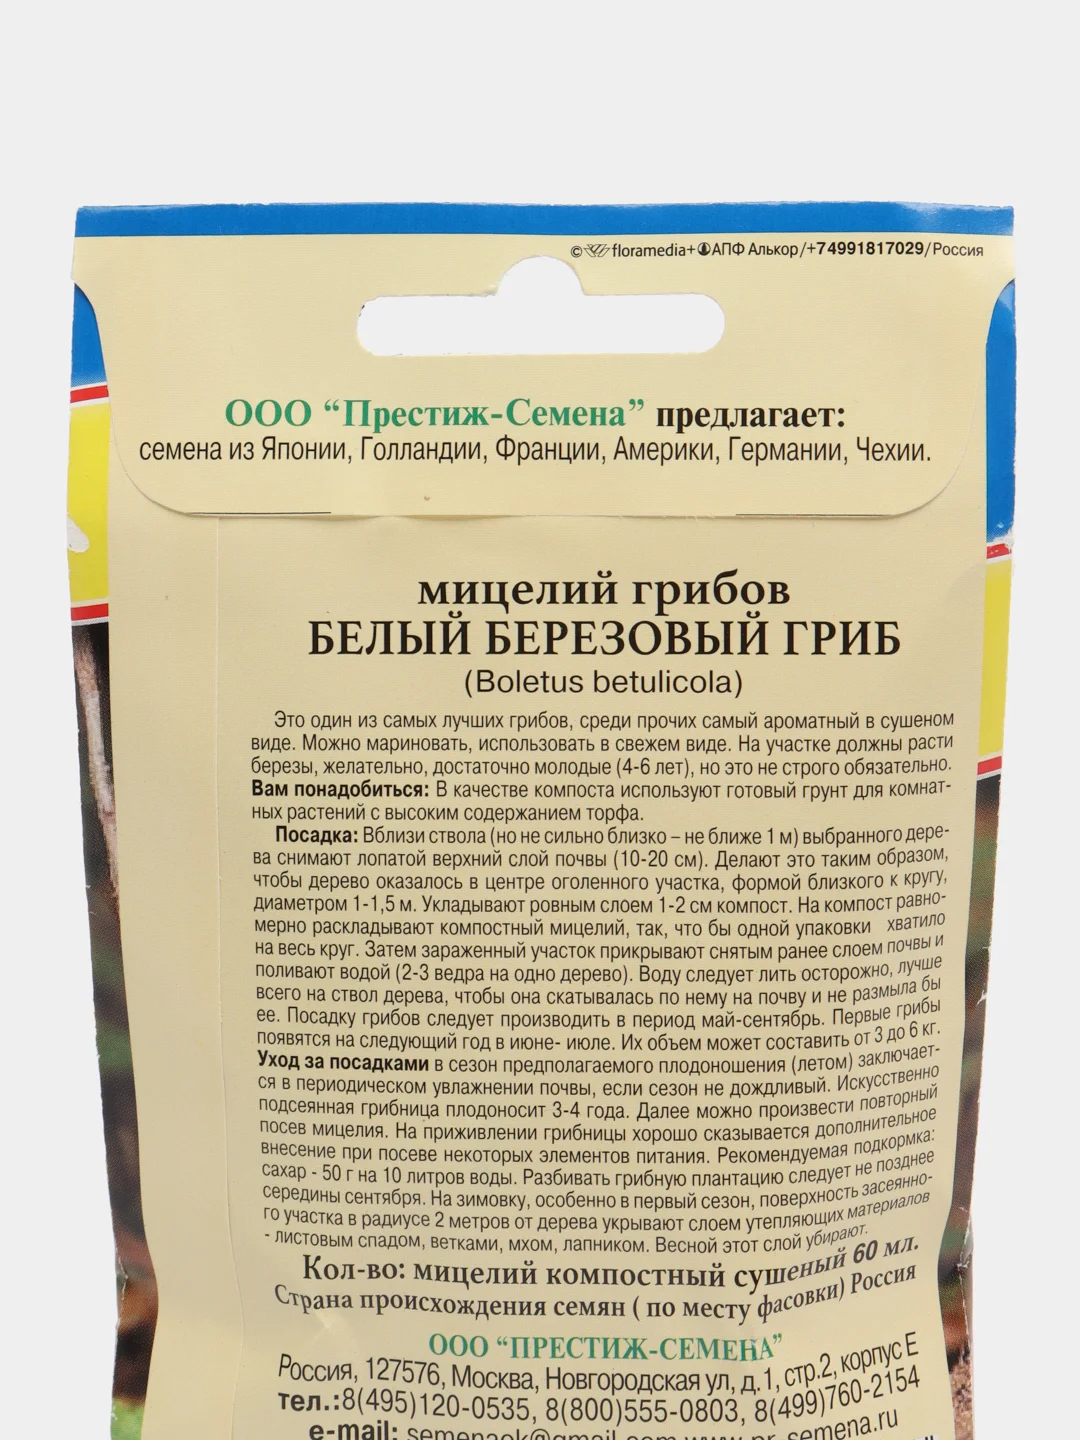 © floramedia+ АПФ Алькор/+74991817029/Россия
ООО “Престиж-Семена” предлагает:
семена из Японии, Голландии, Франции, Америки, Германии, Чехии.
мицелий грибов
БЕЛЫЙ БЕРЕЗОВЫЙ ГРИБ
(Boletus betulicola)
Это один из самых лучших грибов, среди прочих самый ароматный в сушеном
виде. Можно мариновать, использовать в свежем виде. На участке должны расти
березы, желательно, достаточно молодые (4-6 лет), но это не строго обязательно.
Вам понадобиться: В качестве компоста используют готовый грунт для комнат-
ных растений с высоким содержанием торфа.
Посадка: Вблизи ствола (но не сильно близко – не ближе 1 м) выбранного дере-
ва снимают лопатой верхний слой почвы (10-20 см). Делают это таким образом,
чтобы дерево оказалось в центре оголенного участка, формой близкого к кругу,
диаметром 1-1,5 м. Укладывают ровным слоем 1-2 см компост. На компост равно-
мерно раскладывают компостный мицелий, так, что бы одной упаковки хватило
на весь круг. Затем зараженный участок прикрывают снятым ранее слоем почвы и
поливают водой (2-3 ведра на одно дерево). Воду следует лить осторожно, лучше
всего на ствол дерева, чтобы она скатывалась по нему на почву и не размыла бы
ее. Посадку грибов следует производить в период май-сентябрь. Первые грибы
появятся на следующий год в июне- июле. Их объем может составить от 3 до 6 кг.
Уход за посадками в сезон предполагаемого плодоношения (летом) заключает-
ся в периодическом увлажнении почвы, если сезон не дождливый. Искусственно
подсеянная грибница плодоносит 3-4 года. Далее можно произвести повторный
посев мицелия. На приживлении грибницы хорошо сказывается дополнительное
внесение при посеве некоторых элементов питания. Рекомендуемая подкормка:
сахар - 50 г на 10 литров воды. Разбивать грибную плантацию следует не позднее
середины сентября. На зимовку, особенно в первый сезон, поверхность засеянно-
го участка в радиусе 2 метров от дерева укрывают слоем утепляющих материалов
- листовым спадом, ветками, мхом, лапником. Весной этот слой убирают.
Кол-во: мицелий компостный сушеный 60 мл.
Страна происхождения семян ( по месту фасовки) Россия
ООО “ПРЕСТИЖ-СЕМЕНА”
Россия, 127576, Москва, Новгородская ул, д.1, стр.2, корпус Е
тел.:8(495)120-0535, 8(800)555-0803, 8(499)760-2154
e-mail: semenaok@gmail.com www.pr-semena.ru